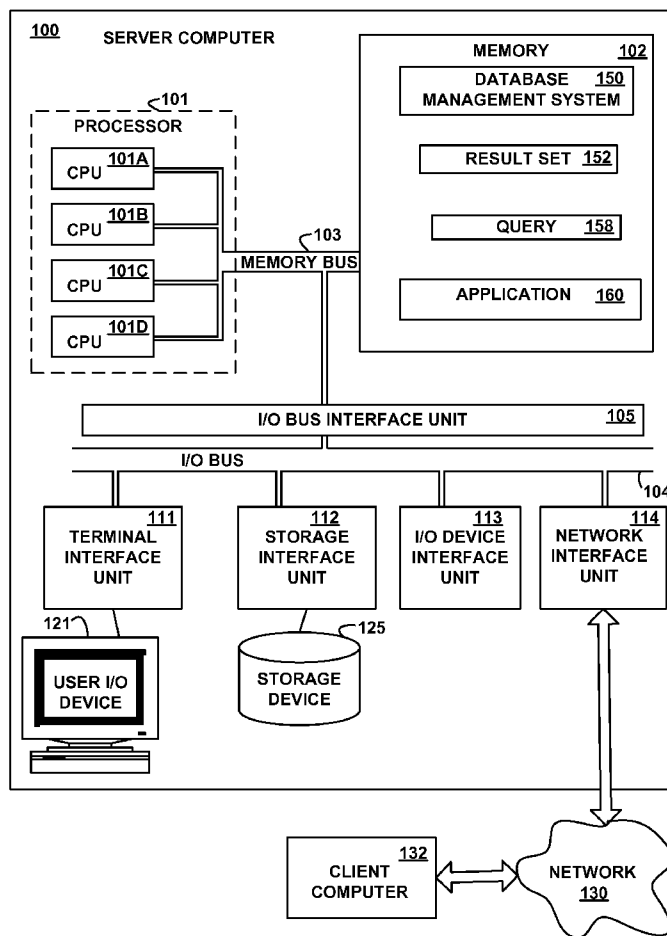 100
SERVER COMPUTER
MEMORY 102
DATABASE 150
MANAGEMENT SYSTEM
RESULT SET 152
QUERY 158
APPLICATION 160
101
PROCESSOR
CPU 101A
CPU 101B
CPU 101C
CPU 101D
103
MEMORY BUS
I/O BUS INTERFACE UNIT 105
I/O BUS
104
111
TERMINAL
INTERFACE
UNIT
112
STORAGE
INTERFACE
UNIT
113
I/O DEVICE
INTERFACE
UNIT
114
NETWORK
INTERFACE
UNIT
121
USER I/O
DEVICE
125
STORAGE
DEVICE
132
CLIENT
COMPUTER
NETWORK
130